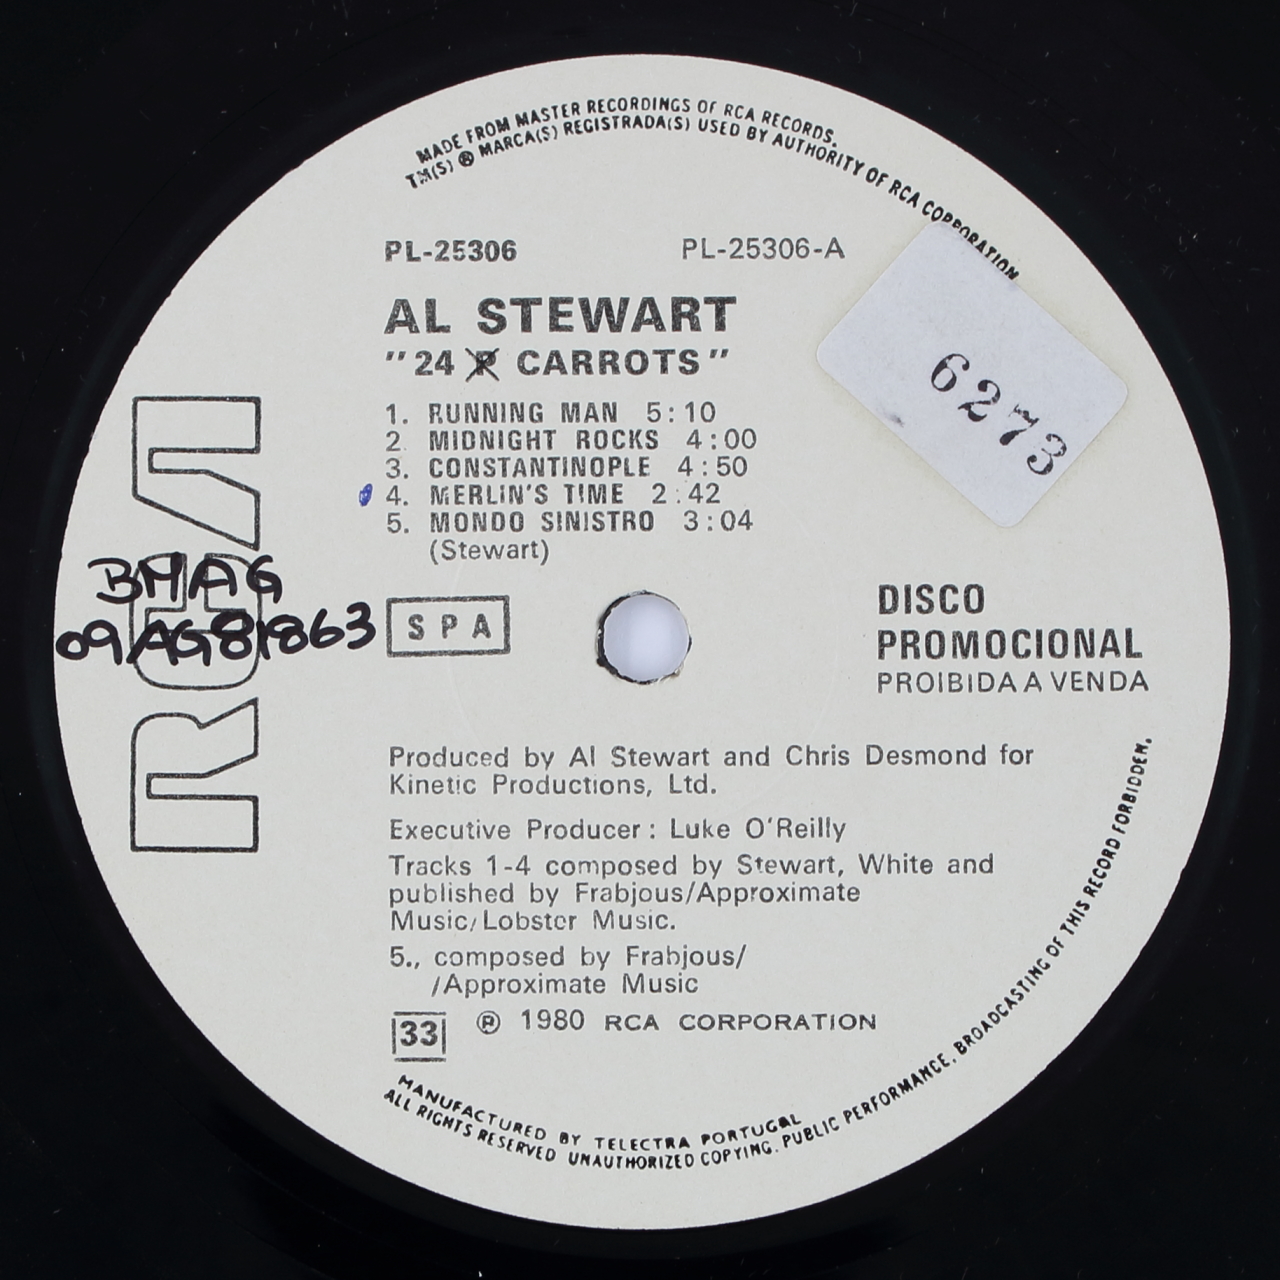 MADE FROM MASTER RECORDINGS OF RCA RECORDS.
TM(S) ® MARCA(S) REGISTRADA(S) USED BY AUTHORITY OF RCA CORPORATION
PL-25306 PL-25306-A
AL STEWART
"24 P CARROTS"
6273
1. RUNNING MAN 5:10
2. MIDNIGHT ROCKS 4:00
3. CONSTANTINOPLE 4:50
4. MERLIN'S TIME 2:42
5. MONDO SINISTRO 3:04
(Stewart)
RCA
BMAG
09AG81863
SPA
DISCO
PROMOCIONAL
PROIBIDA A VENDA
Produced by Al Stewart and Chris Desmond for
Kinetic Productions, Ltd.
Executive Producer: Luke O'Reilly
Tracks 1-4 composed by Stewart, White and
published by Frabjous/Approximate
Music/Lobster Music.
5., composed by Frabjous/
/Approximate Music
33 ℗ 1980 RCA CORPORATION
MANUFACTURED BY TELECTRA PORTUGAL
ALL RIGHTS RESERVED UNAUTHORIZED COPYING. PUBLIC PERFORMANCE. BROADCASTING OF THIS RECORD FORBIDDEN.